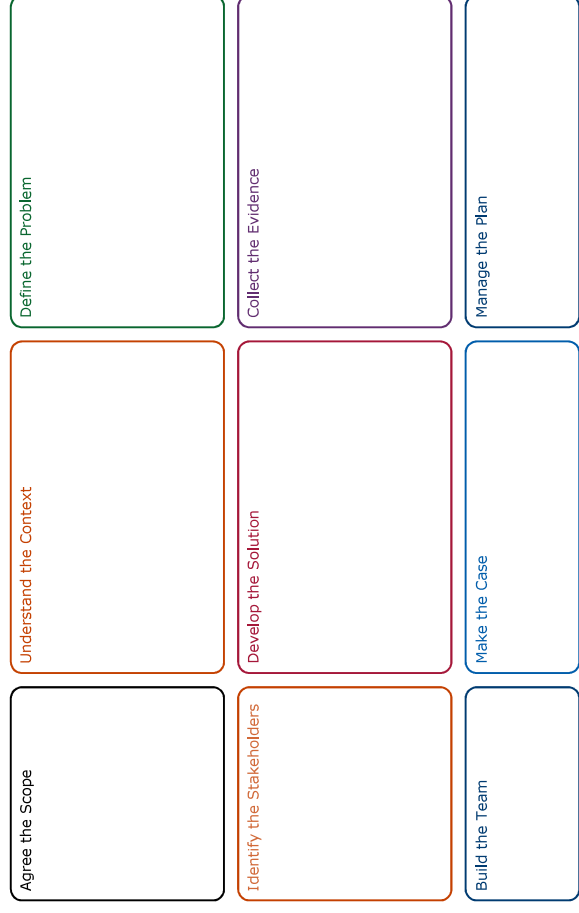 Agree the Scope
Understand the Context
Define the Problem
Identify the Stakeholders
Develop the Solution
Collect the Evidence
Build the Team
Make the Case
Manage the Plan